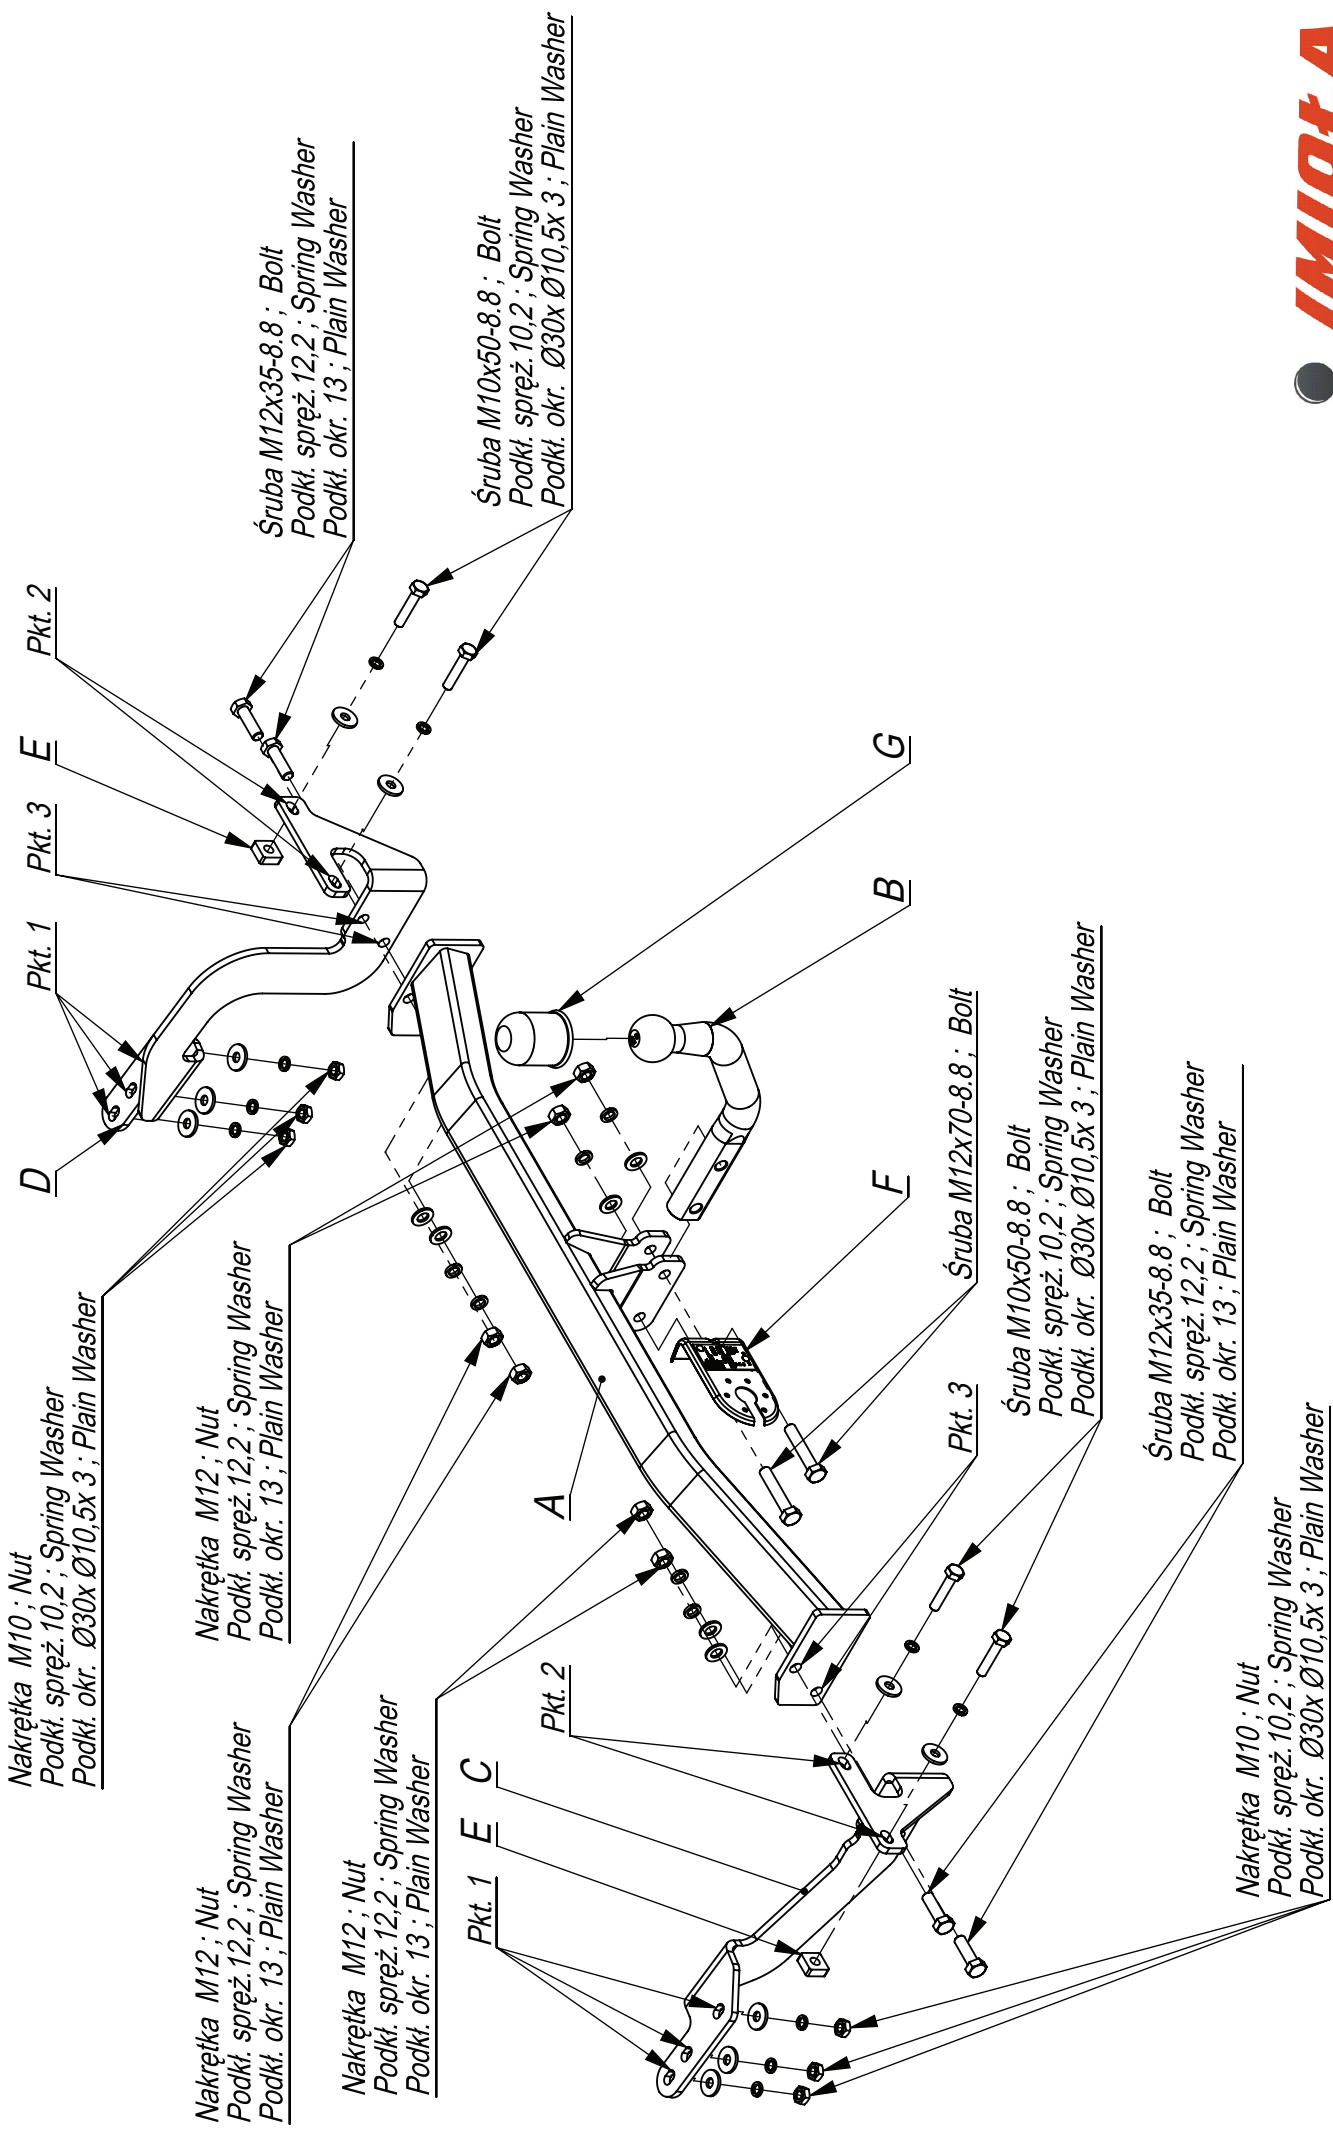 Nakrętka M10 ; Nut
Podkł. spręż.10,2 ; Spring Washer
Podkł. okr. Ø30x Ø10,5x 3 ; Plain Washer
Nakrętka M12 ; Nut
Podkł. spręż.12,2 ; Spring Washer
Podkł. okr. 13 ; Plain Washer
Nakrętka M12 ; Nut
Podkł. spręż.12,2 ; Spring Washer
Podkł. okr. 13 ; Plain Washer
Nakrętka M12 ; Nut
Podkł. spręż.12,2 ; Spring Washer
Podkł. okr. 13 ; Plain Washer
D
Pkt. 1
Pkt. 3
E
Pkt. 2
Śruba M12x35-8.8 ; Bolt
Podkł. spręż.12,2 ; Spring Washer
Podkł. okr. 13 ; Plain Washer
Śruba M10x50-8.8 ; Bolt
Podkł. spręż.10,2 ; Spring Washer
Podkł. okr. Ø30x Ø10,5x 3 ; Plain Washer
Pkt. 1
E
C
Pkt. 2
A
G
B
F
Śruba M12x70-8.8 ; Bolt
Pkt. 3
Śruba M10x50-8.8 ; Bolt
Podkł. spręż.10,2 ; Spring Washer
Podkł. okr. Ø30x Ø10,5x 3 ; Plain Washer
Śruba M12x35-8.8 ; Bolt
Podkł. spręż.12,2 ; Spring Washer
Podkł. okr. 13 ; Plain Washer
Nakrętka M10 ; Nut
Podkł. spręż.10,2 ; Spring Washer
Podkł. okr. Ø30x Ø10,5x 3 ; Plain Washer